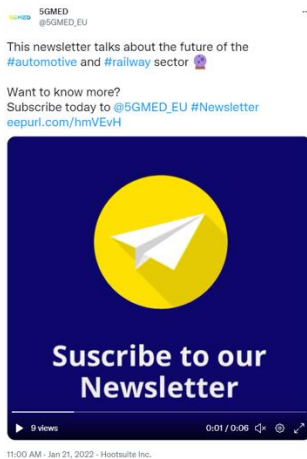 5GMED
@5GMED_EU
This newsletter talks about the future of the
#automotive and #railway sector
Want to know more?
Subscribe today to @5GMED_EU #Newsletter
eepurl.com/hmVEvH
Suscribe to our
Newsletter
9 views 0:01 / 0:06
11:00 AM · Jan 21, 2022 · Hootsuite Inc.